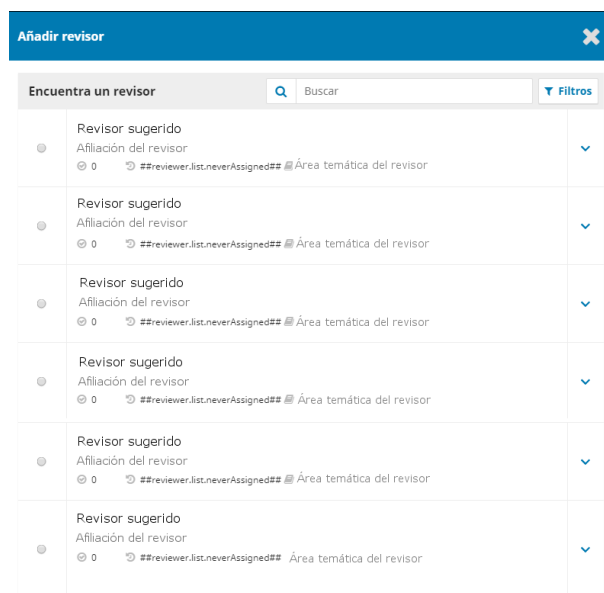 Añadir revisor
Encuentra un revisor Buscar Filtros
Revisor sugerido
Afiliación del revisor
0 ##reviewer.list.neverAssigned## Área temática del revisor
Revisor sugerido
Afiliación del revisor
0 ##reviewer.list.neverAssigned## Área temática del revisor
Revisor sugerido
Afiliación del revisor
0 ##reviewer.list.neverAssigned## Área temática del revisor
Revisor sugerido
Afiliación del revisor
0 ##reviewer.list.neverAssigned## Área temática del revisor
Revisor sugerido
Afiliación del revisor
0 ##reviewer.list.neverAssigned## Área temática del revisor
Revisor sugerido
Afiliación del revisor
0 ##reviewer.list.neverAssigned## Área temática del revisor